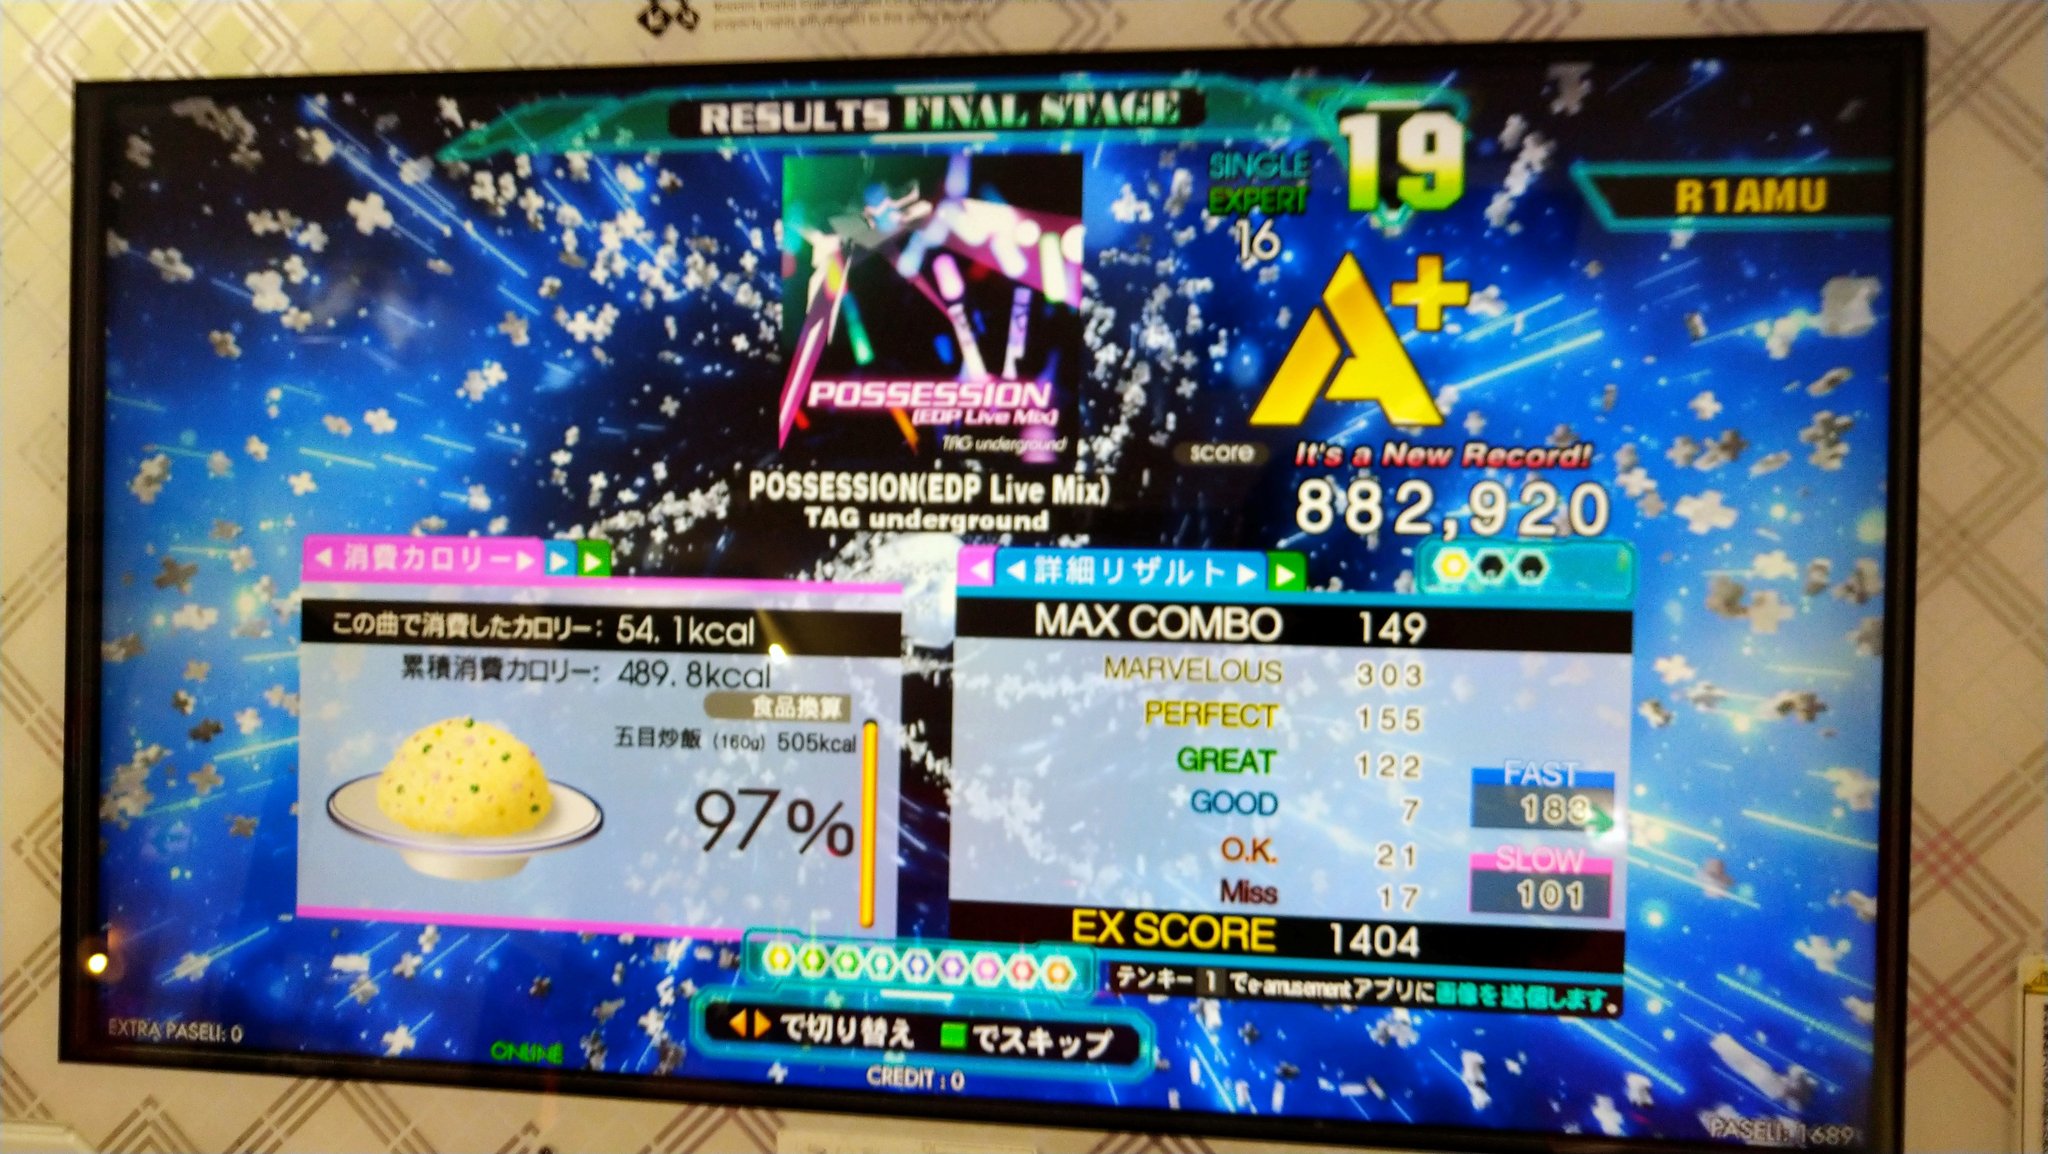 RESULTS FINAL STAGE
19
SINGLE
EXPERT
16
R1AMU
A+
POSSESSION
(EDP Live Mix)
TAG underground
score
It's a New Record!
882,920
POSSESSION(EDP Live Mix)
TAG underground
◀ 消費カロリー ▶ ▶ ▶
この曲で消費したカロリー: 54.1kcal
累積消費カロリー: 489.8kcal
食品換算
五目炒飯 (160g) 505kcal
97%
◀ ◀ 詳細リザルト ▶ ▶
MAX COMBO 149
MARVELOUS 303
PERFECT 155
GREAT 122
GOOD 7
O.K. 21
Miss 17
FAST
183
SLOW
101
EX SCORE 1404
テンキー 1 でe-amusementアプリに画像を送信します。
で切り替え でスキップ
EXTRA PASELI: 0
ONLINE
CREDIT : 0
PASELI: 1689